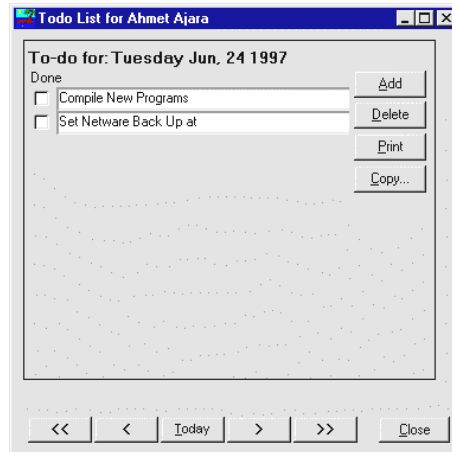 Todo List for Ahmet Ajara
To-do for: Tuesday Jun, 24 1997
Done
Compile New Programs
Set Netware Back Up at
Add
Delete
Print
Copy...
<< < Today > >> Close